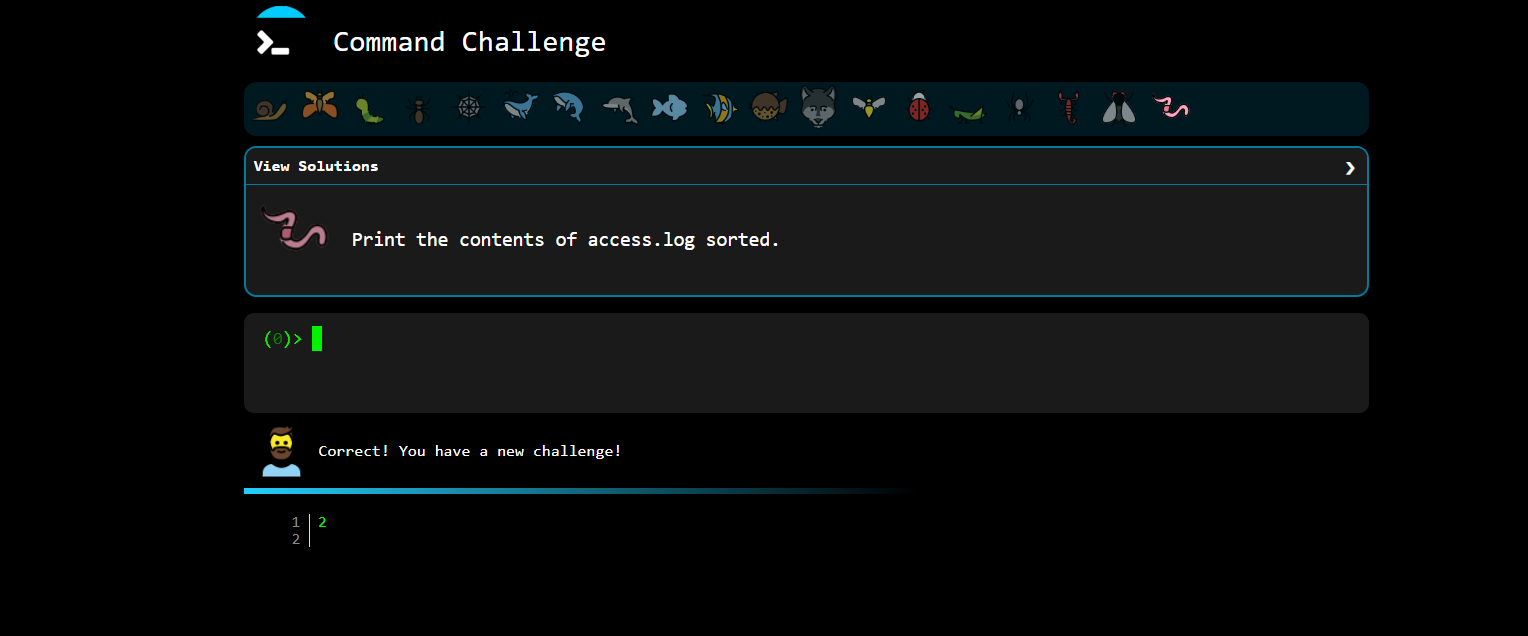 Command Challenge
View Solutions
Print the contents of access.log sorted.
(0)>
Correct! You have a new challenge!
1 2
2